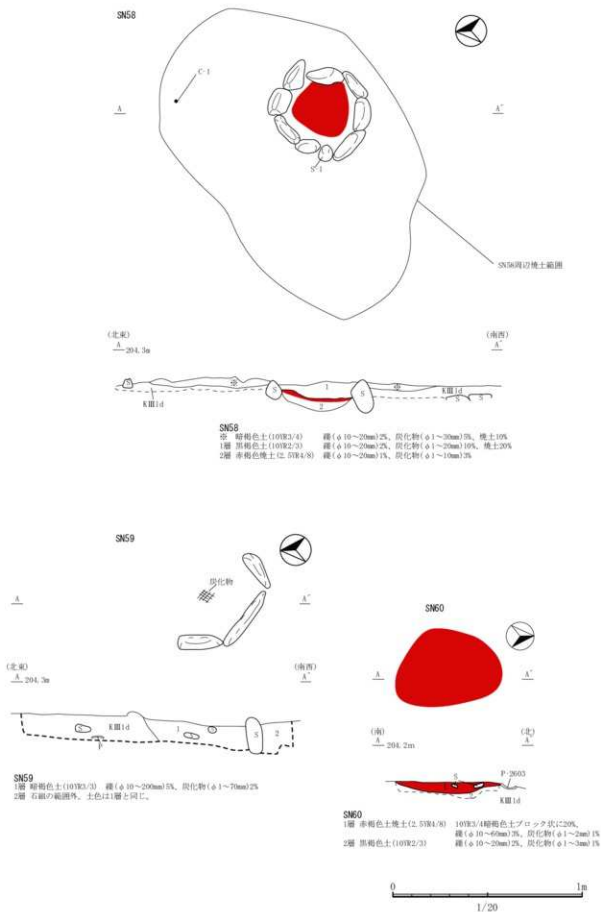 SN58
C-1
A A'
S-1
SN58周辺焼土範囲
(北東) (南西)
A 204.3m A'
S ※ S 1 2 S ※ KⅢ1d S S
KⅢ1d
SN58
※ 暗褐色土(10YR3/4) 礫(φ10~20mm)2%、炭化物(φ1~30mm)5%、焼土10%
1層 黒褐色土(10YR2/3) 礫(φ10~20mm)2%、炭化物(φ1~20mm)10%、焼土20%
2層 赤褐色焼土(2.5YR4/8) 礫(φ10~20mm)1%、炭化物(φ1~10mm)3%
SN59
炭化物
A A'
(北東) (南西)
A 204.3m A'
S KⅢ1d 1 S 2
P
SN59
1層 暗褐色土(10YR3/3) 礫(φ10~200mm)5%、炭化物(φ1~70mm)2%
2層 石組の範囲外、土色は1層と同じ。
SN60
A A'
(南) (北)
A 204.2m A'
S P-2603
KⅢ1d
SN60
1層 赤褐色土焼土(2.5YR4/8) 10YR3/4暗褐色土ブロック状に20%、
礫(φ10~60mm)3%、炭化物(φ1~2mm)1%
2層 黒褐色土(10YR2/3) 礫(φ10~20mm)2%、炭化物(φ1~3mm)1%
0 1m
1/20